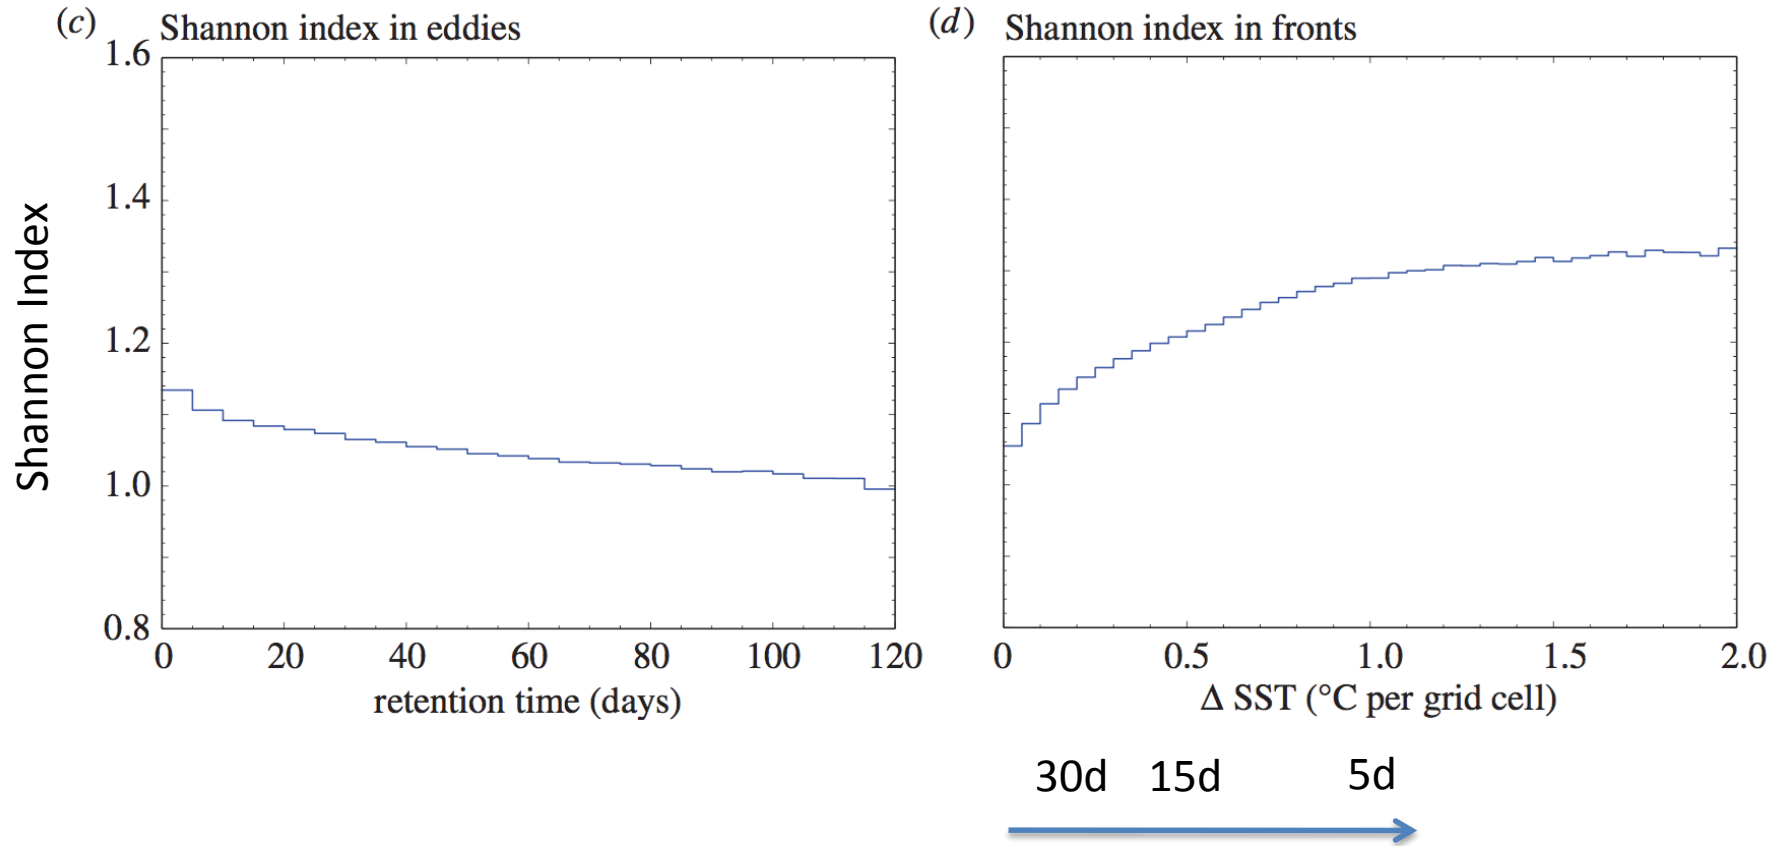 (c) Shannon index in eddies
(d) Shannon index in fronts
Shannon Index
1.6
1.4
1.2
1.0
0.8
0 20 40 60 80 100 120
retention time (days)
0 0.5 1.0 1.5 2.0
Δ SST (°C per grid cell)
30d 15d 5d